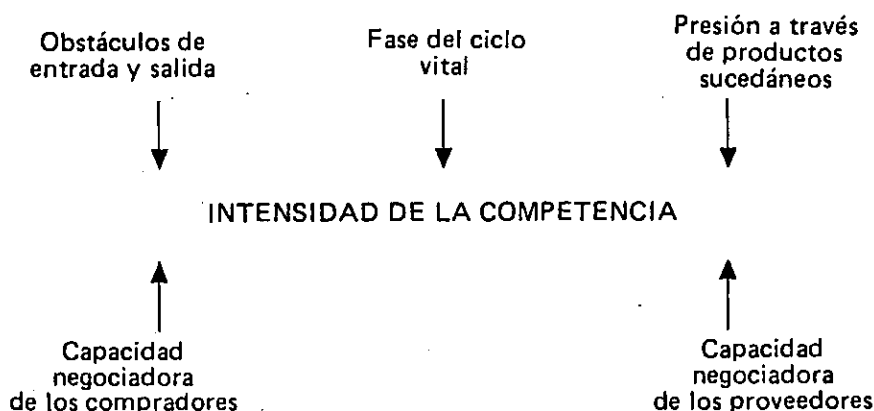 Obstáculos de
entrada y salida
Fase del ciclo
vital
Presión a través
de productos
sucedáneos
INTENSIDAD DE LA COMPETENCIA
Capacidad
negociadora
de los compradores
Capacidad
negociadora
de los proveedores